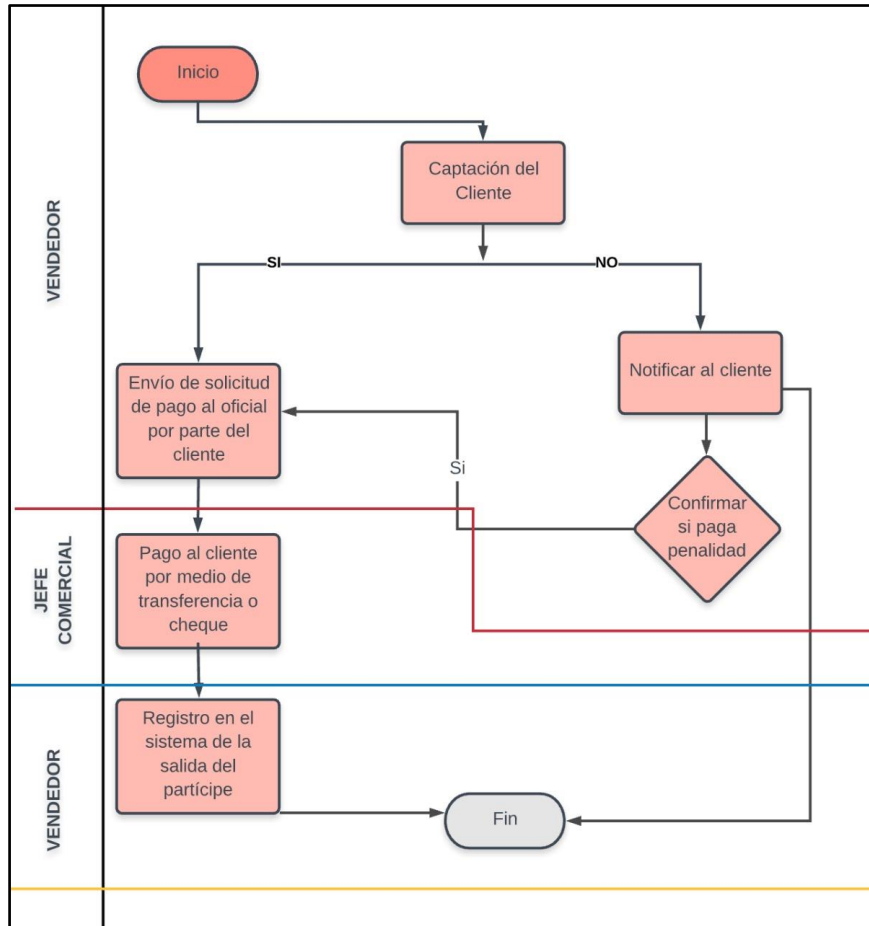 Inicio
Captación del
Cliente
SI
NO
VENDEDOR
Envío de solicitud
de pago al oficial
por parte del
cliente
Notificar al cliente
Si
Confirmar
si paga
penalidad
JEFE
COMERCIAL
Pago al cliente
por medio de
transferencia o
cheque
VENDEDOR
Registro en el
sistema de la
salida del
partícipe
Fin